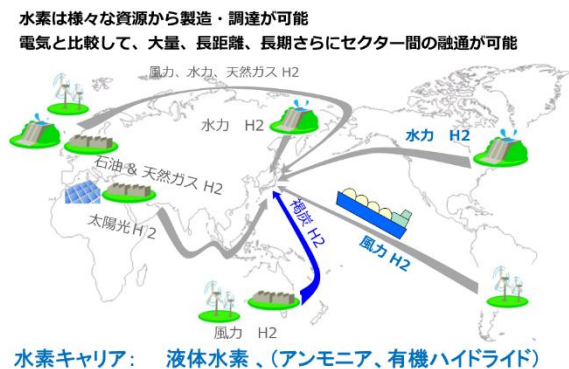 水素は様々な資源から製造・調達が可能
電気と比較して、大量、長距離、長期さらにセクター間の融通が可能
風力、水力、天然ガス H2
水力 H2
水力 H2
石油 & 天然ガス H2
太陽光H2
褐炭 H2
風力 H2
風力 H2
水素キャリア： 液体水素 、（アンモニア、有機ハイドライド）